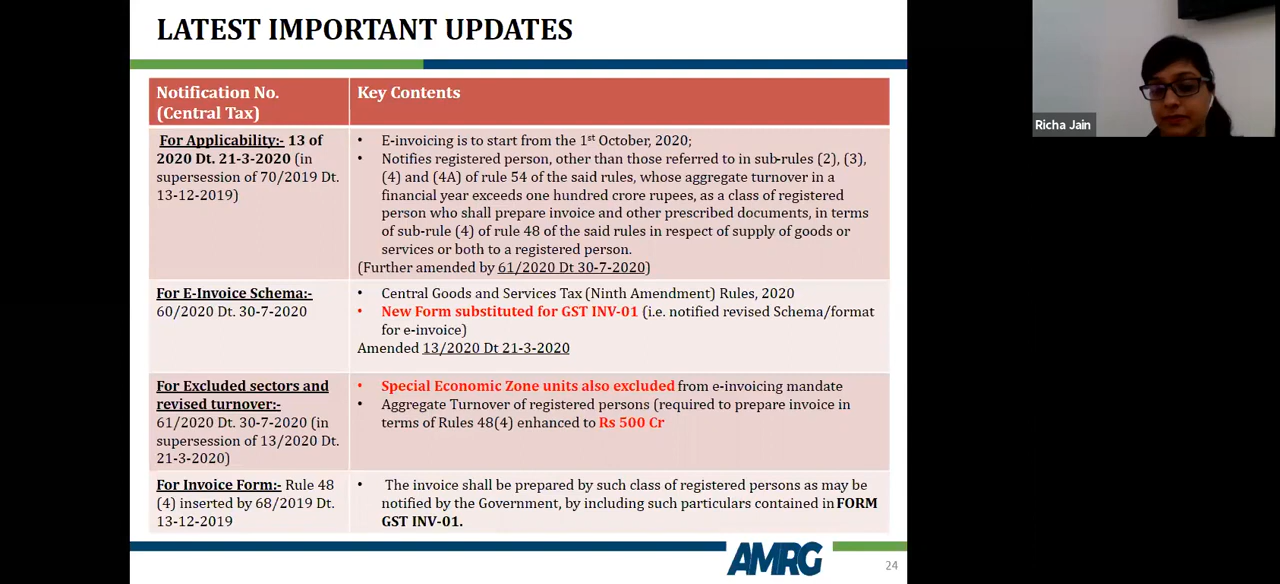 LATEST IMPORTANT UPDATES
Notification No.
(Central Tax)
Key Contents
For Applicability:- 13 of
2020 Dt. 21-3-2020 (in
supersession of 70/2019 Dt.
13-12-2019)
• E-invoicing is to start from the 1st October, 2020;
• Notifies registered person, other than those referred to in sub-rules (2), (3),
(4) and (4A) of rule 54 of the said rules, whose aggregate turnover in a
financial year exceeds one hundred crore rupees, as a class of registered
person who shall prepare invoice and other prescribed documents, in terms
of sub-rule (4) of rule 48 of the said rules in respect of supply of goods or
services or both to a registered person.
(Further amended by 61/2020 Dt 30-7-2020)
For E-Invoice Schema:-
60/2020 Dt. 30-7-2020
• Central Goods and Services Tax (Ninth Amendment) Rules, 2020
• New Form substituted for GST INV-01 (i.e. notified revised Schema/format
for e-invoice)
Amended 13/2020 Dt 21-3-2020
For Excluded sectors and
revised turnover:-
61/2020 Dt. 30-7-2020 (in
supersession of 13/2020 Dt.
21-3-2020)
• Special Economic Zone units also excluded from e-invoicing mandate
• Aggregate Turnover of registered persons (required to prepare invoice in
terms of Rules 48(4) enhanced to Rs 500 Cr
For Invoice Form:- Rule 48
(4) inserted by 68/2019 Dt.
13-12-2019
• The invoice shall be prepared by such class of registered persons as may be
notified by the Government, by including such particulars contained in FORM
GST INV-01.
AMRG
24
Richa Jain